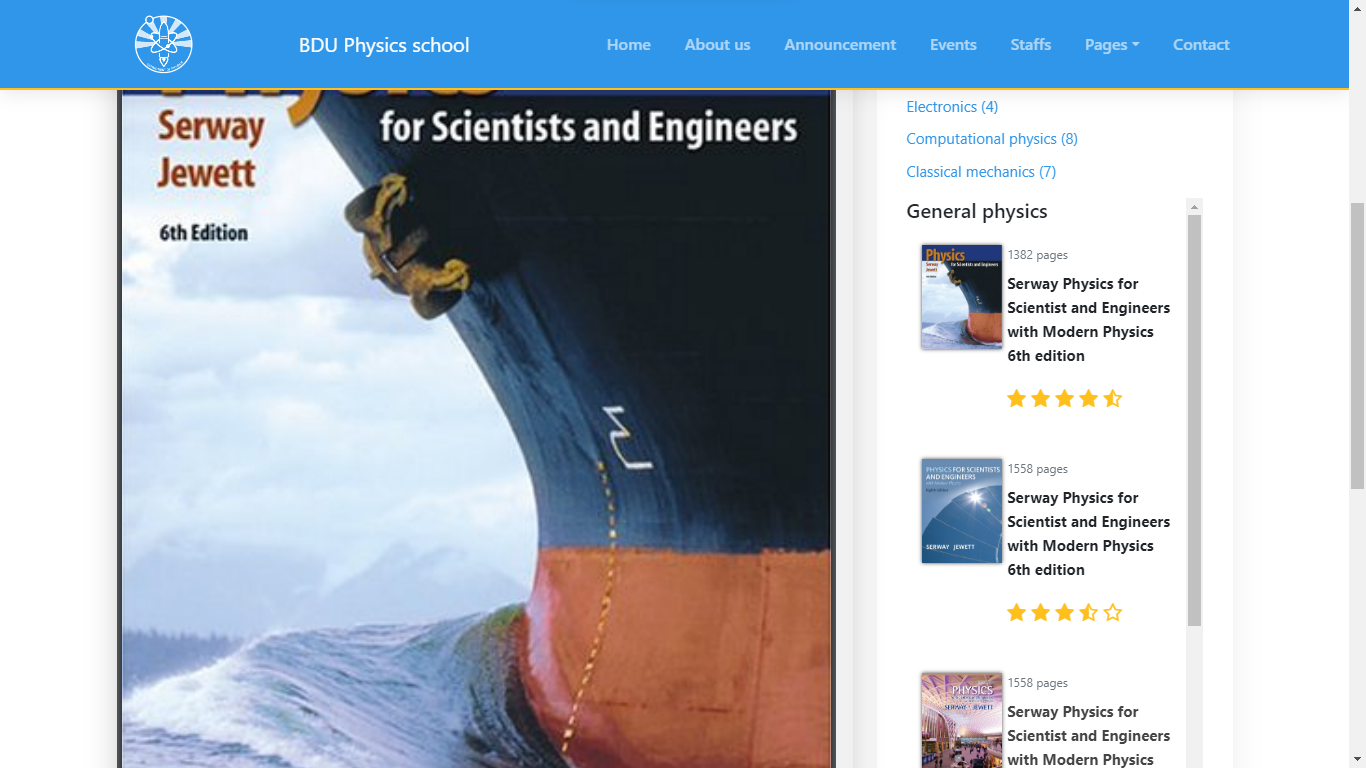 BDU Physics school
Home
About us
Announcement
Events
Staffs
Pages
Contact
Physics
Serway
Jewett
for Scientists and Engineers
6th Edition
Electronics (4)
Computational physics (8)
Classical mechanics (7)
General physics
Physics
for Scientists and Engineers
Serway
Jewett
1382 pages
Serway Physics for
Scientist and Engineers
with Modern Physics
6th edition
PHYSICS FOR SCIENTISTS
AND ENGINEERS
SERWAY JEWETT
1558 pages
Serway Physics for
Scientist and Engineers
with Modern Physics
6th edition
PHYSICS
SERWAY JEWETT
1558 pages
Serway Physics for
Scientist and Engineers
with Modern Physics